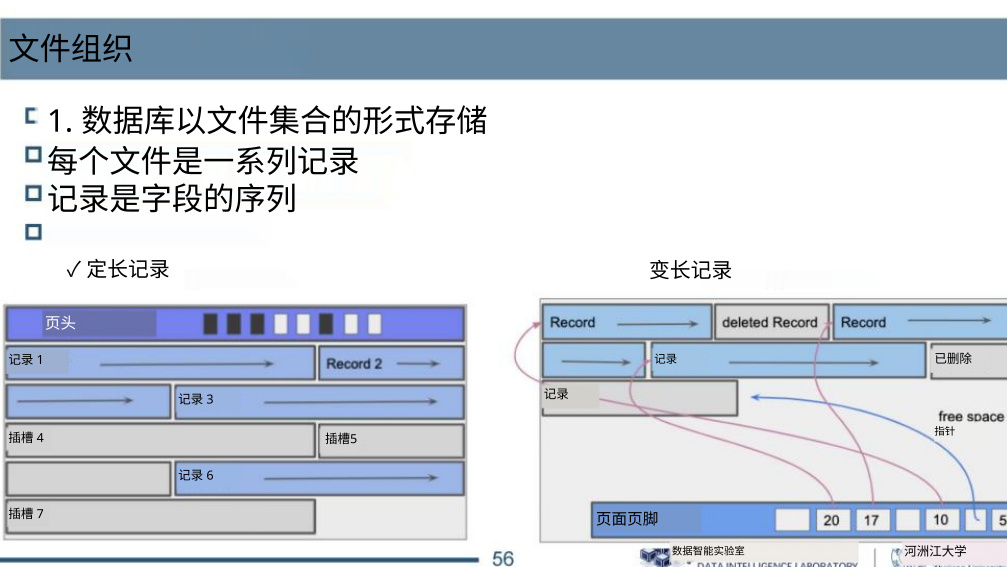 文件组织
1. 数据库以文件集合的形式存储
每个文件是一系列记录
记录是字段的序列
✓ 定长记录
变长记录
页头
记录 1
Record 2
记录 3
插槽 4
插槽5
记录 6
插槽 7
Record
deleted Record
Record
记录
已删除
记录
free space
指针
页面页脚
20
17
10
5
56
数据智能实验室
DATA INTELLIGENCE LABORATORY
河洲江大学